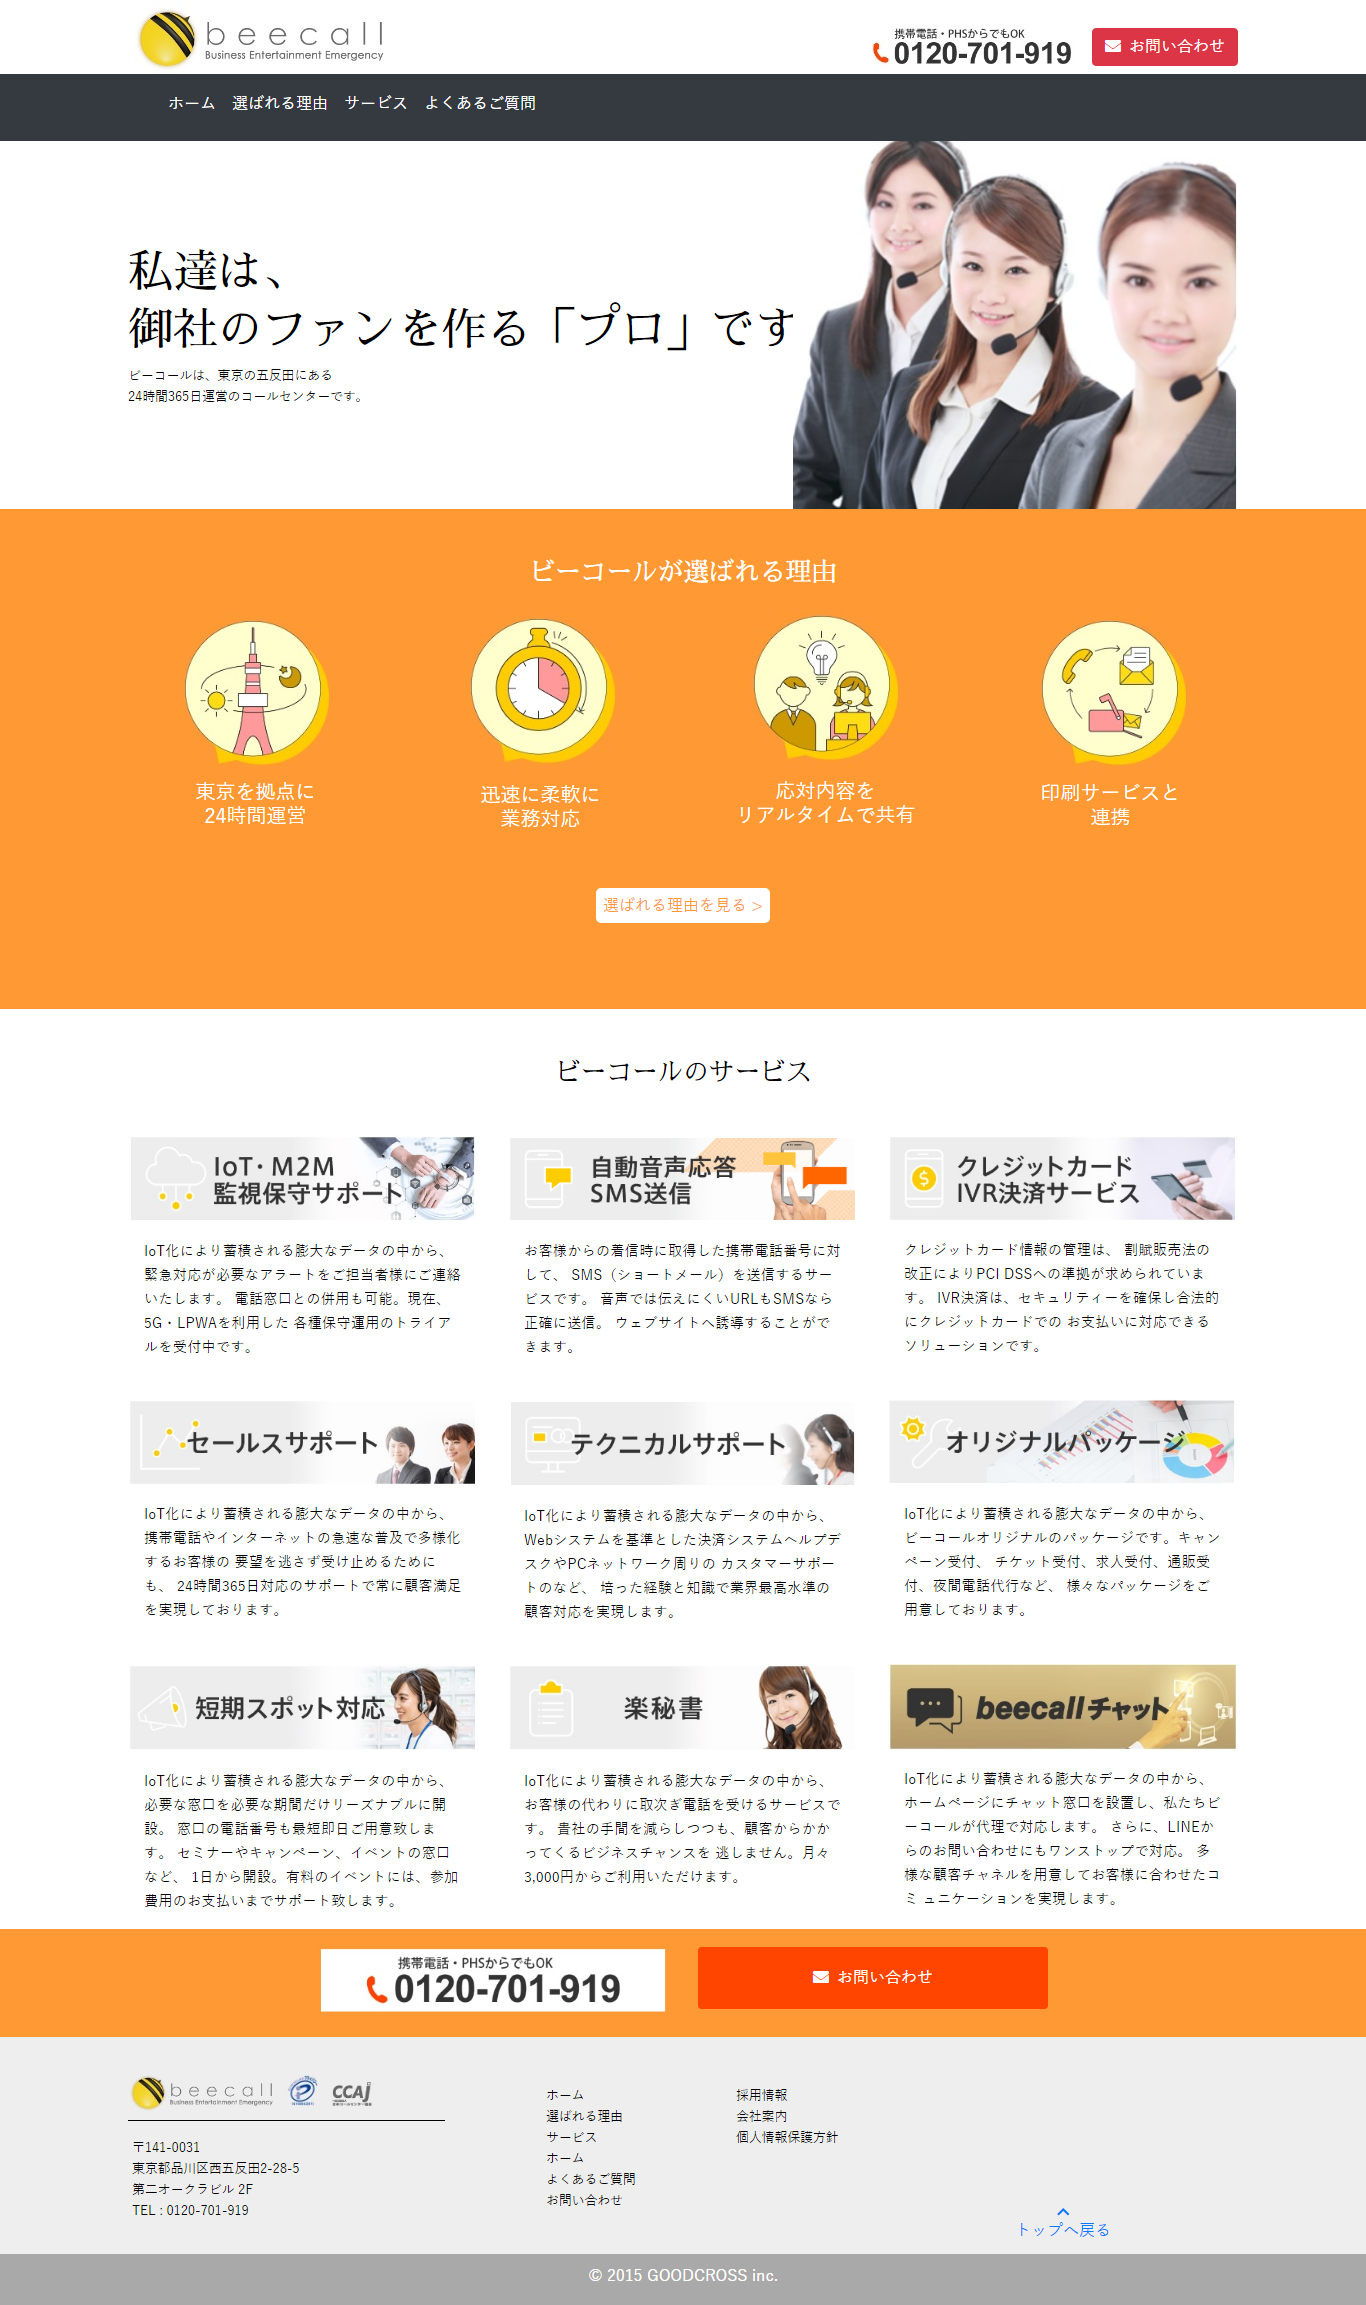 beecall
Business Entertainment Emergency
携帯電話・PHSからでもOK
0120-701-919
お問い合わせ
ホーム 選ばれる理由 サービス よくあるご質問
私達は、
御社のファンを作る「プロ」です
ビーコールは、東京の五反田にある
24時間365日運営のコールセンターです。
ビーコールが選ばれる理由
東京を拠点に
24時間運営
迅速に柔軟に
業務対応
応対内容を
リアルタイムで共有
印刷サービスと
連携
選ばれる理由を見る >
ビーコールのサービス
IoT・M2M
監視保守サポート
IoT化により蓄積される膨大なデータの中から、
緊急対応が必要なアラートをご担当者様にご連絡
いたします。 電話窓口との併用も可能。現在、
5G・LPWAを利用した 各種保守運用のトライア
ルを受付中です。
自動音声応答
SMS送信
お客様からの着信時に取得した携帯電話番号に対
して、 SMS（ショートメール）を送信するサー
ビスです。 音声では伝えにくいURLもSMSなら
正確に送信。 ウェブサイトへ誘導することがで
きます。
クレジットカード
IVR決済サービス
クレジットカード情報の管理は、 割賦販売法の
改正によりPCI DSSへの準拠が求められていま
す。 IVR決済は、セキュリティーを確保し合法的
にクレジットカードでの お支払いに対応できる
ソリューションです。
セールスサポート
IoT化により蓄積される膨大なデータの中から、
携帯電話やインターネットの急速な普及で多様化
するお客様の 要望を逃さず受け止めるために
も、 24時間365日対応のサポートで常に顧客満足
を実現しております。
テクニカルサポート
IoT化により蓄積される膨大なデータの中から、
Webシステムを基準とした決済システムヘルプデ
スクやPCネットワーク周りの カスタマーサポー
トのなど、 培った経験と知識で業界最高水準の
顧客対応を実現します。
オリジナルパッケージ
IoT化により蓄積される膨大なデータの中から、
ビーコールオリジナルのパッケージです。キャン
ペーン受付、 チケット受付、求人受付、通販受
付、夜間電話代行など、 様々なパッケージをご
用意しております。
短期スポット対応
IoT化により蓄積される膨大なデータの中から、
必要な窓口を必要な期間だけリーズナブルに開
設。 窓口の電話番号も最短即日ご用意致しま
す。 セミナーやキャンペーン、イベントの窓口
など、 1日から開設。有料のイベントには、参加
費用のお支払いまでサポート致します。
楽秘書
IoT化により蓄積される膨大なデータの中から、
お客様の代わりに取次ぎ電話を受けるサービスで
す。 貴社の手間を減らしつつも、顧客からかか
ってくるビジネスチャンスを 逃しません。月々
3,000円からご利用いただけます。
beecallチャット
IoT化により蓄積される膨大なデータの中から、
ホームページにチャット窓口を設置し、私たちビ
ーコールが代理で対応します。 さらに、LINEか
らのお問い合わせにもワンストップで対応。 多
様な顧客チャネルを用意してお客様に合わせたコ
ミ ュニケーションを実現します。
携帯電話・PHSからでもOK
0120-701-919
お問い合わせ
beecall
Business Entertainment Emergency
CCAJ
〒141-0031
東京都品川区西五反田2-28-5
第二オークラビル 2F
TEL : 0120-701-919
ホーム
選ばれる理由
サービス
ホーム
よくあるご質問
お問い合わせ
採用情報
会社案内
個人情報保護方針
トップへ戻る
© 2015 GOODCROSS inc.